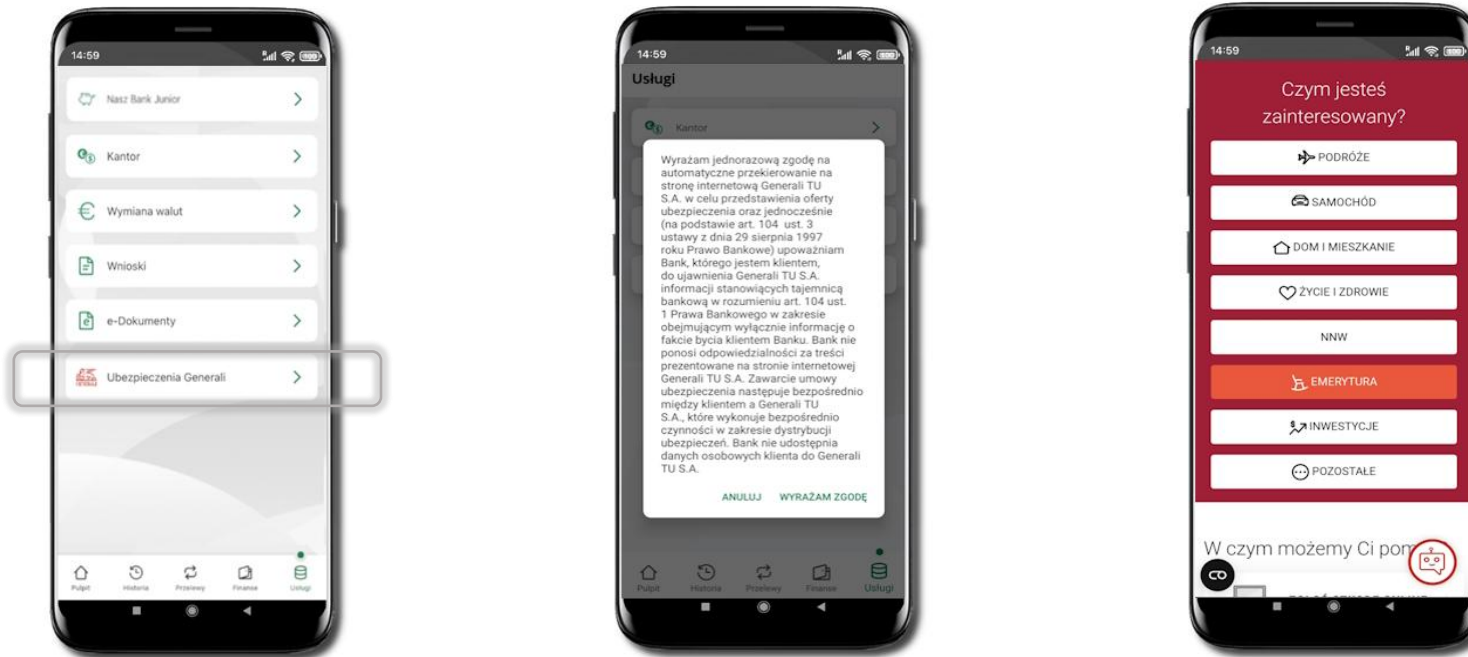 14:59
Nasz Bank Junior
Kantor
Wymiana walut
Wnioski
e-Dokumenty
Ubezpieczenia Generali
Pulpit Historia Przelewy Finanse Usługi
14:59
Usługi
Kantor
Wyrażam jednorazową zgodę na
automatyczne przekierowanie na
stronę internetową Generali TU
S.A. w celu przedstawienia oferty
ubezpieczenia oraz jednocześnie
(na podstawie art. 104 ust. 3
ustawy z dnia 29 sierpnia 1997
roku Prawo Bankowe) upoważniam
Bank, którego jestem klientem,
do ujawnienia Generali TU S.A.
informacji stanowiących tajemnicą
bankową w rozumieniu art. 104 ust.
1 Prawa Bankowego w zakresie
obejmującym wyłącznie informację o
fakcie bycia klientem Banku. Bank nie
ponosi odpowiedzialności za treści
prezentowane na stronie internetowej
Generali TU S.A. Zawarcie umowy
ubezpieczenia następuje bezpośrednio
między klientem a Generali TU
S.A., które wykonuje bezpośrednio
czynności w zakresie dystrybucji
ubezpieczeń. Bank nie udostępnia
danych osobowych klienta do Generali
TU S.A.
ANULUJ WYRAŻAM ZGODĘ
Pulpit Historia Przelewy Finanse Usługi
14:59
Czym jesteś
zainteresowany?
PODRÓŻE
SAMOCHÓD
DOM I MIESZKANIE
ŻYCIE I ZDROWIE
NNW
EMERYTURA
INWESTYCJE
POZOSTAŁE
W czym możemy Ci pom